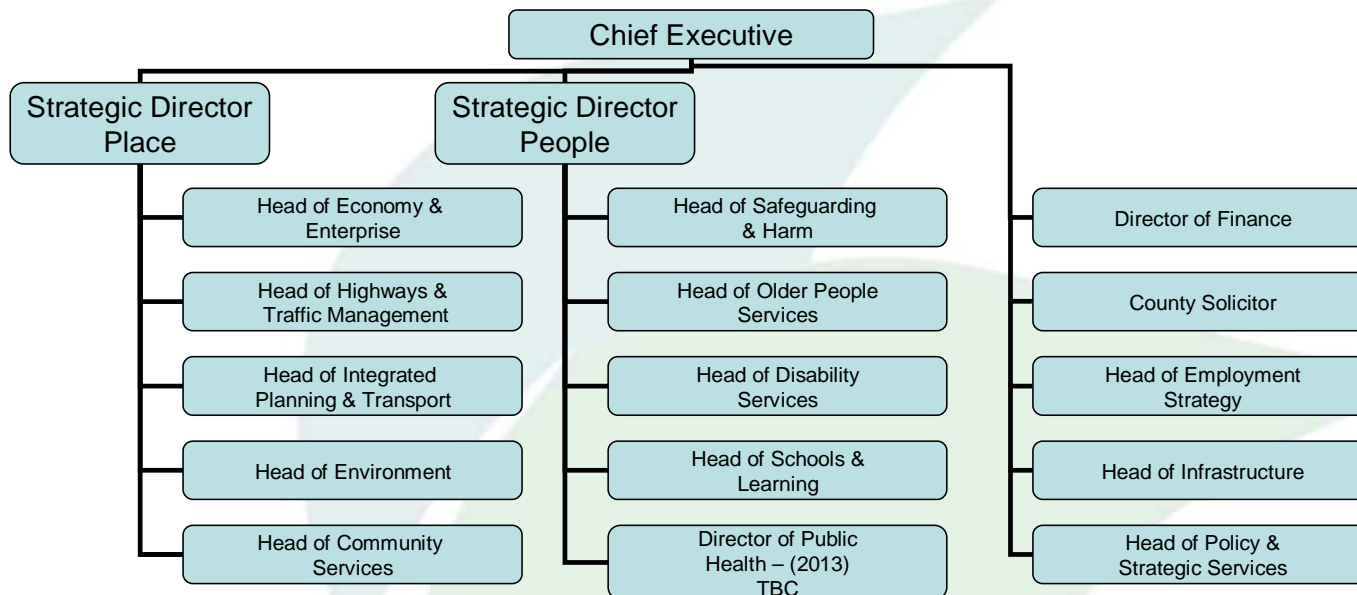 Chief Executive
Strategic Director
Place
Strategic Director
People
Head of Economy &
Enterprise
Head of Highways &
Traffic Management
Head of Integrated
Planning & Transport
Head of Environment
Head of Community
Services
Head of Safeguarding
& Harm
Head of Older People
Services
Head of Disability
Services
Head of Schools &
Learning
Director of Public
Health – (2013)
TBC
Director of Finance
County Solicitor
Head of Employment
Strategy
Head of Infrastructure
Head of Policy &
Strategic Services